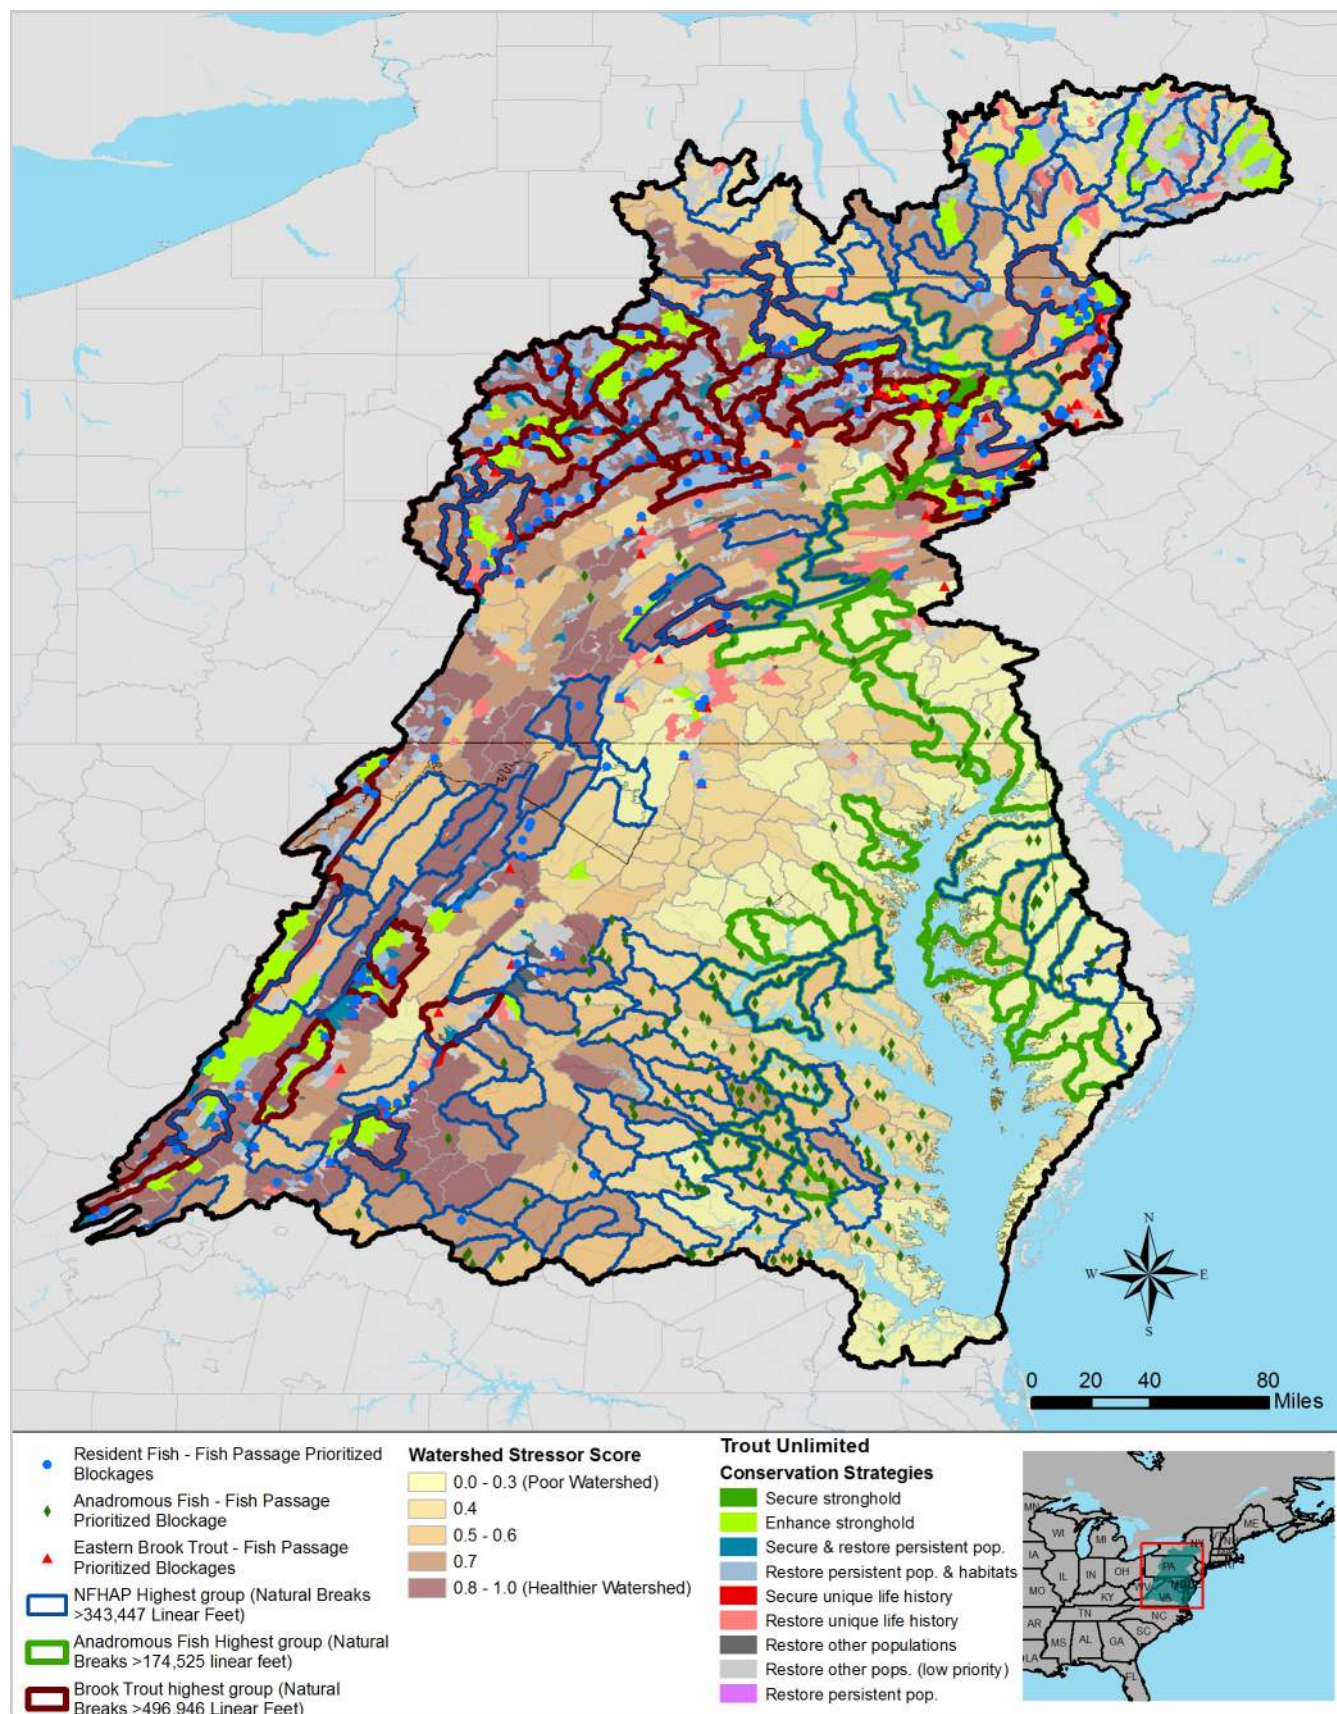 N
W
E
S
0
20
40
80
Miles
Resident Fish - Fish Passage Prioritized
Blockages
Anadromous Fish - Fish Passage
Prioritized Blockage
Eastern Brook Trout - Fish Passage
Prioritized Blockages
NFHAP Highest group (Natural Breaks
>343,447 Linear Feet)
Anadromous Fish Highest group (Natural
Breaks >174,525 linear feet)
Brook Trout highest group (Natural
Breaks >496,946 Linear Feet)
Watershed Stressor Score
0.0 - 0.3 (Poor Watershed)
0.4
0.5 - 0.6
0.7
0.8 - 1.0 (Healthier Watershed)
Trout Unlimited
Conservation Strategies
Secure stronghold
Enhance stronghold
Secure & restore persistent pop.
Restore persistent pop. & habitats
Secure unique life history
Restore unique life history
Restore other populations
Restore other pops. (low priority)
Restore persistent pop.
MN
WI
MI
ME
NY
IA
IL
IN
OH
PA
MO
KY
WV
VA
TN
NC
AR
SC
MS
AL
GA
LA
FL